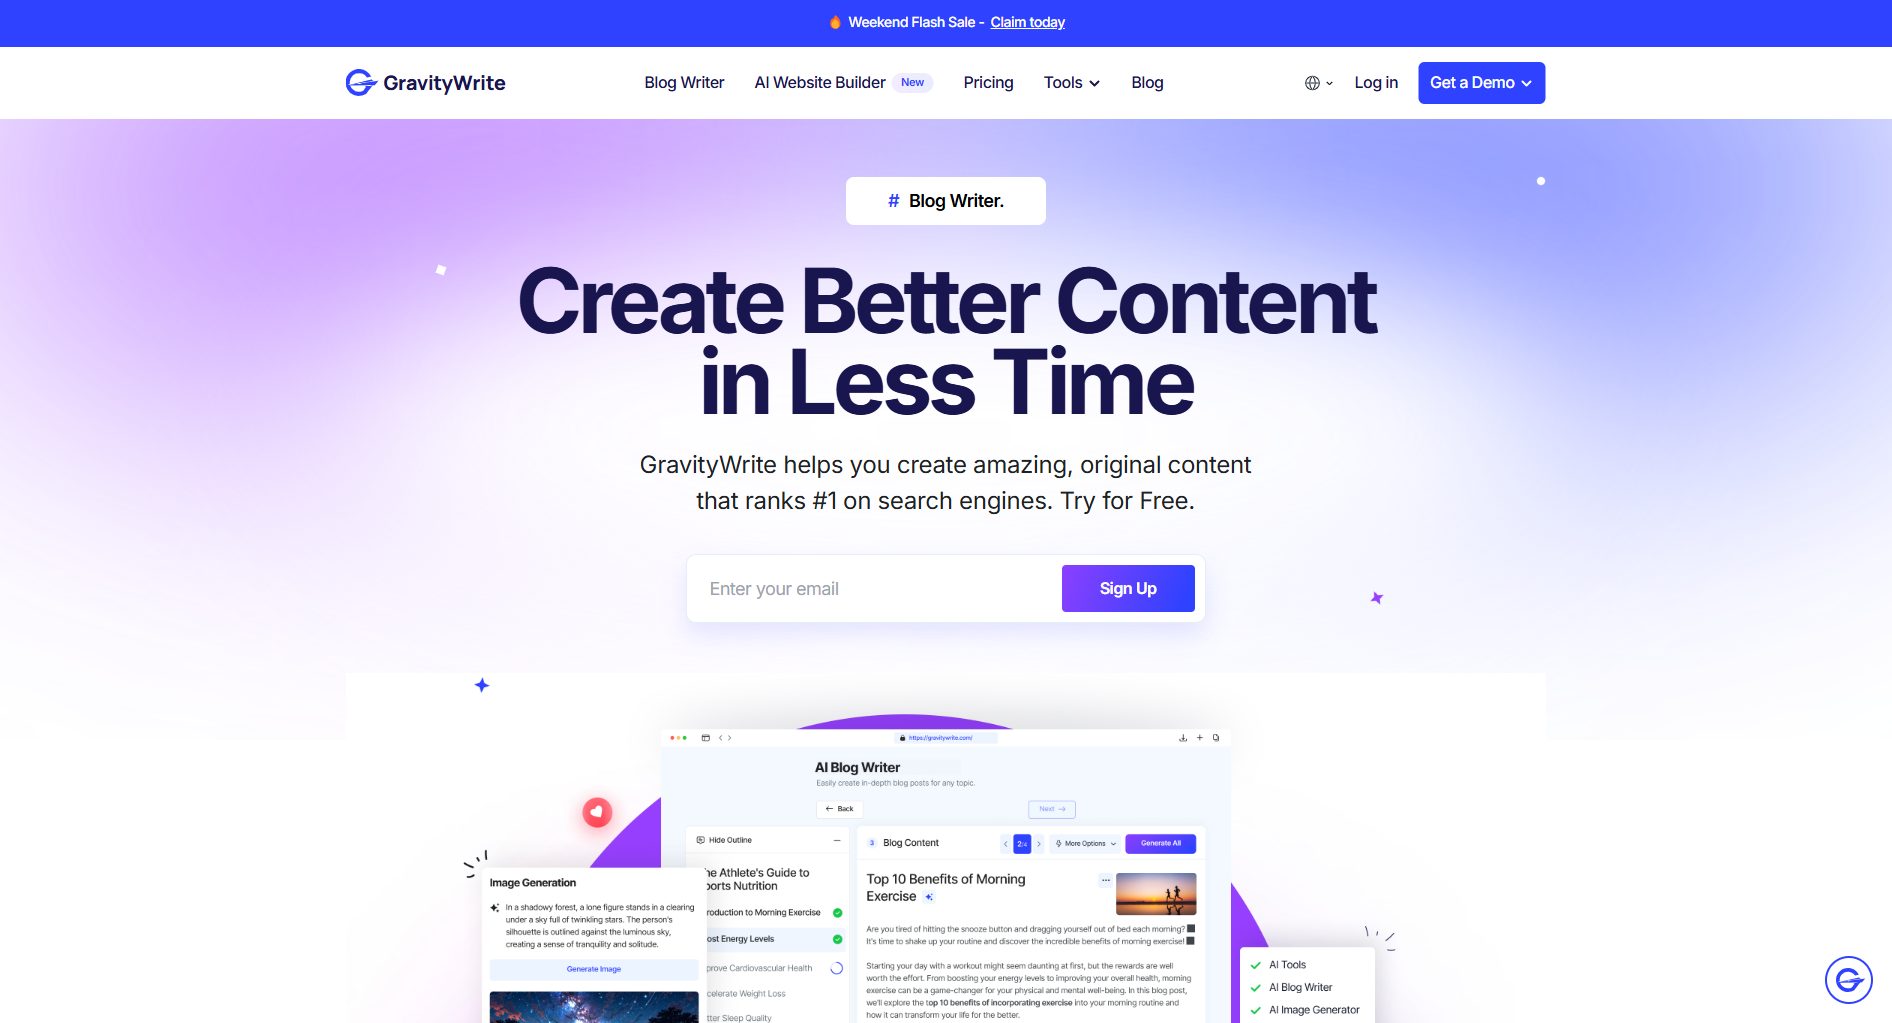 🔥 Weekend Flash Sale - Claim today
GravityWrite
Blog Writer
AI Website Builder New
Pricing
Tools
Blog
Log in
Get a Demo
# Blog Writer.
Create Better Content
in Less Time
GravityWrite helps you create amazing, original content
that ranks #1 on search engines. Try for Free.
Enter your email
Sign Up
https://gravitywrite.com/
AI Blog Writer
Easily create in-depth blog posts for any topic.
Back
Next
Hide Outline
Athlete's Guide to
Nutrition
to Morning Exercise
Energy Levels
Cardiovascular Health
Weight Loss
Sleep Quality
3 Blog Content
2/4
More Options
Generate All
Top 10 Benefits of Morning
Exercise
Are you tired of hitting the snooze button and dragging yourself out of bed each morning?
It's time to shake up your routine and discover the incredible benefits of morning exercise!
Starting your day with a workout might seem daunting at first, but the rewards are well
worth the effort. From boosting your energy levels to improving your overall health, morning
exercise can be a game-changer for your physical and mental well-being. In this blog post,
we'll explore the top 10 benefits of incorporating exercise into your morning routine and
how it can transform your life for the better.
Image Generation
In a shadowy forest, a lone figure stands in a clearing
under a sky full of twinkling stars. The person's
silhouette is outlined against the luminous sky,
creating a sense of tranquility and solitude.
Generate Image
AI Tools
AI Blog Writer
AI Image Generator